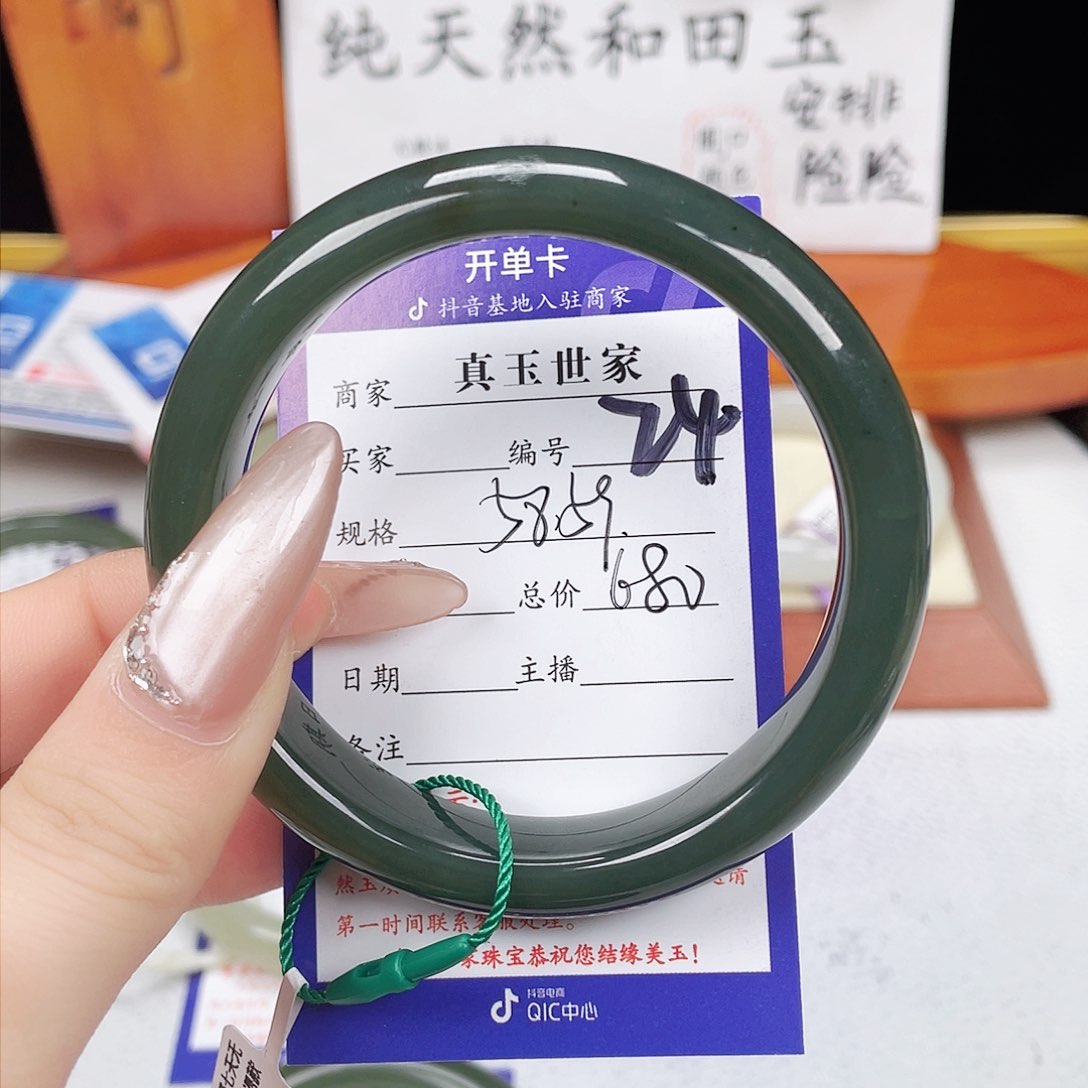 纯天然和田玉
安排
险险
开单卡
抖音基地入驻商家
商家 真玉世家
买家 编号 24
规格 58.59.
总价 680
日期 主播
备注
第一时间联系客服处理。
家珠宝恭祝您结缘美玉!
抖音电商
QIC中心